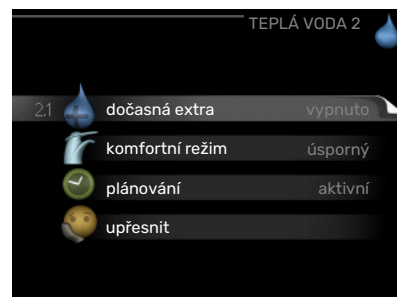 TEPLÁ VODA 2
2.1 dočasná extra vypnuto
komfortní režim úsporný
plánování aktivní
upřesnit